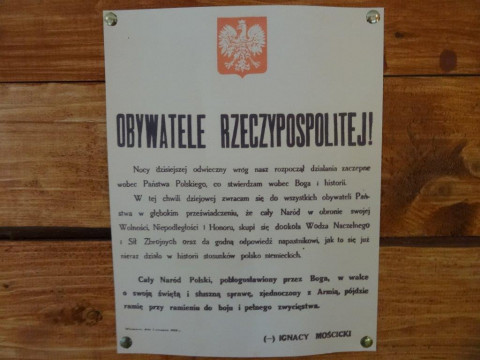 OBYWATELE RZECZYPOSPOLITEJ!
Nocy dzisiejszej odwieczny wróg nasz rozpoczął działania zaczepne
wobec Państwa Polskiego, co stwierdzam wobec Boga i historii.
W tej chwili dziejowej zwracam się do wszystkich obywateli Pań-
stwa w głębokim przeświadczeniu, że cały Naród w obronie swojej
Wolności, Niepodległości i Honoru, skupi się dookoła Wodza Naczelnego
i Sił Zbrojnych oraz da godną odpowiedź napastnikowi, jak to się już
nieraz działo w historii stosunków polsko niemieckich.
Cały Naród Polski, pobłogosławiony przez Boga, w walce
o swoją świętą i słuszną sprawę, zjednoczony z Armią, pójdzie
ramię przy ramieniu do boju i pełnego zwycięstwa.
(—) IGNACY MOŚCICKI